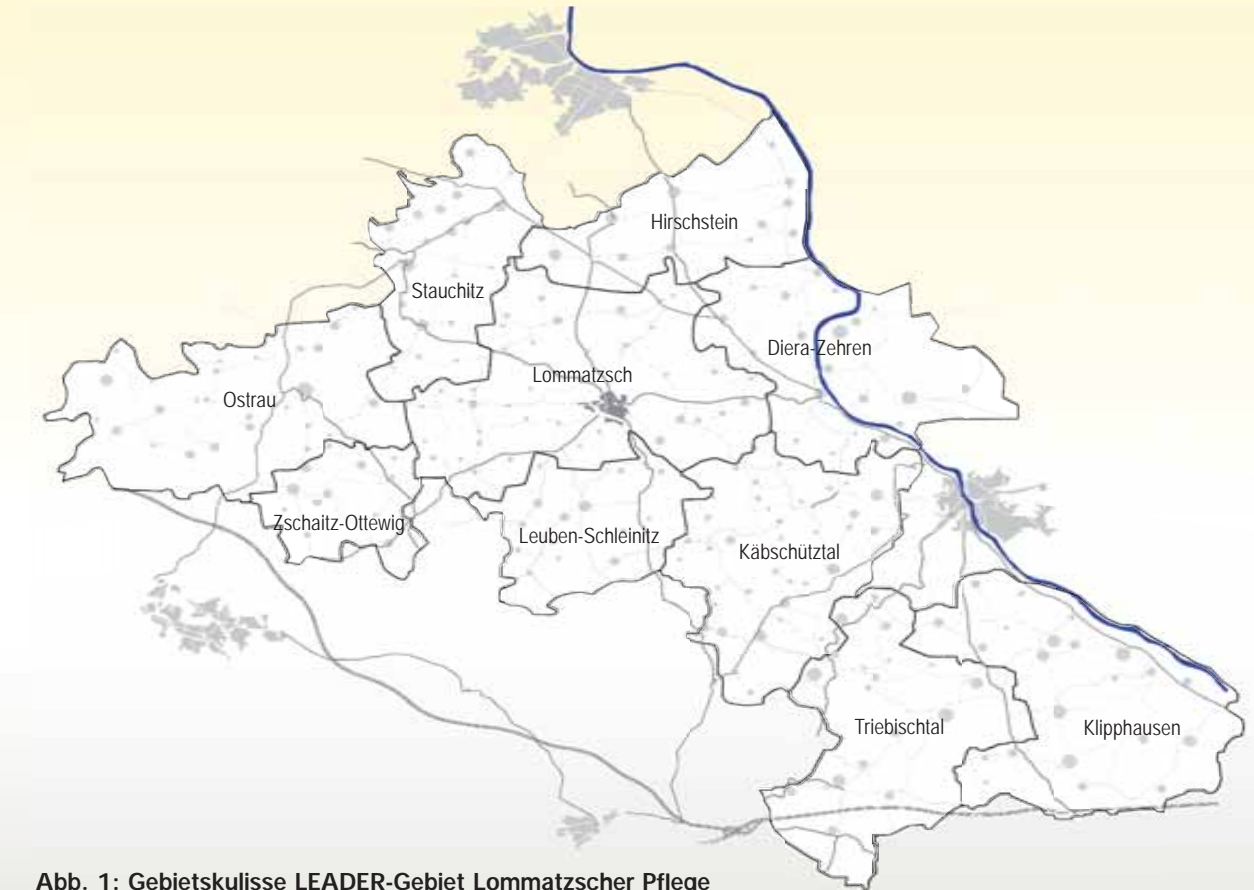 Hirschstein
Stauchitz
Diera-Zehren
Lommatzsch
Ostrau
Zschaitz-Ottewig
Leuben-Schleinitz
Käbschütztal
Triebischtal
Klipphausen
Abb. 1: Gebietskulisse LEADER-Gebiet Lommatzscher Pflege